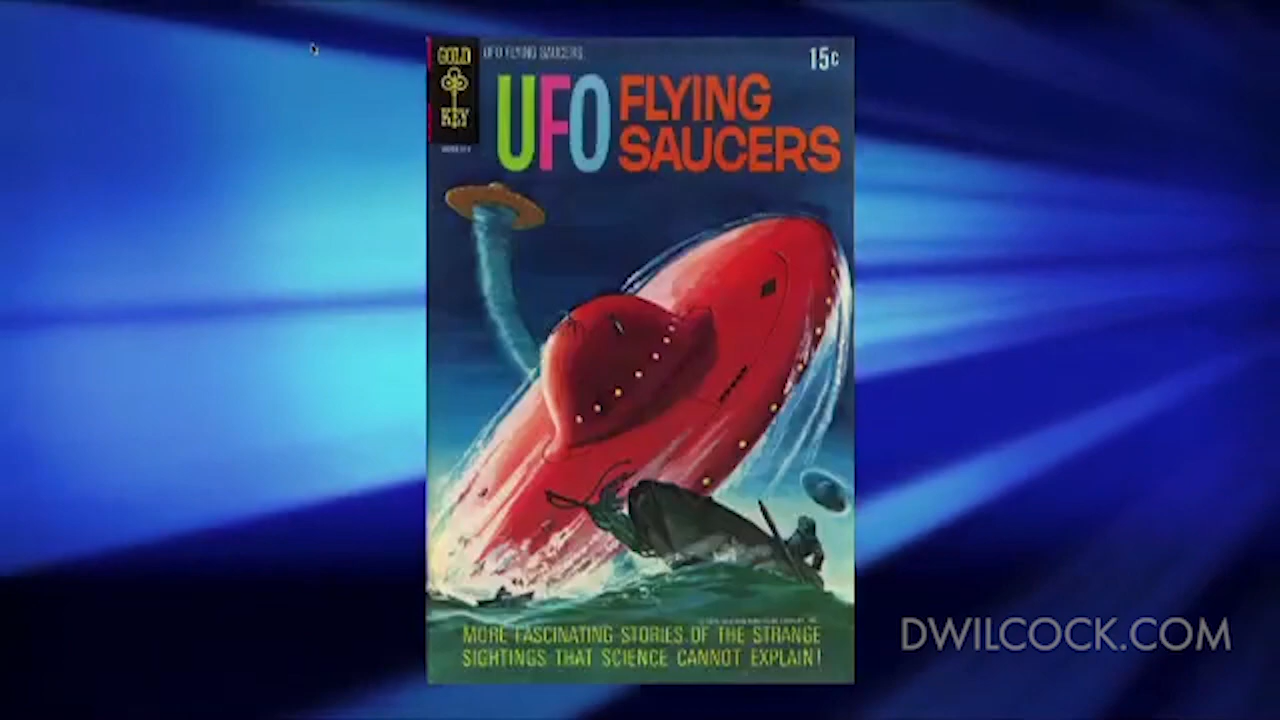 GOLD
KEY
UFO FLYING SAUCERS
15¢
UFO FLYING
SAUCERS
MORE FASCINATING STORIES OF THE STRANGE
SIGHTINGS THAT SCIENCE CANNOT EXPLAIN!
DWILCOCK.COM